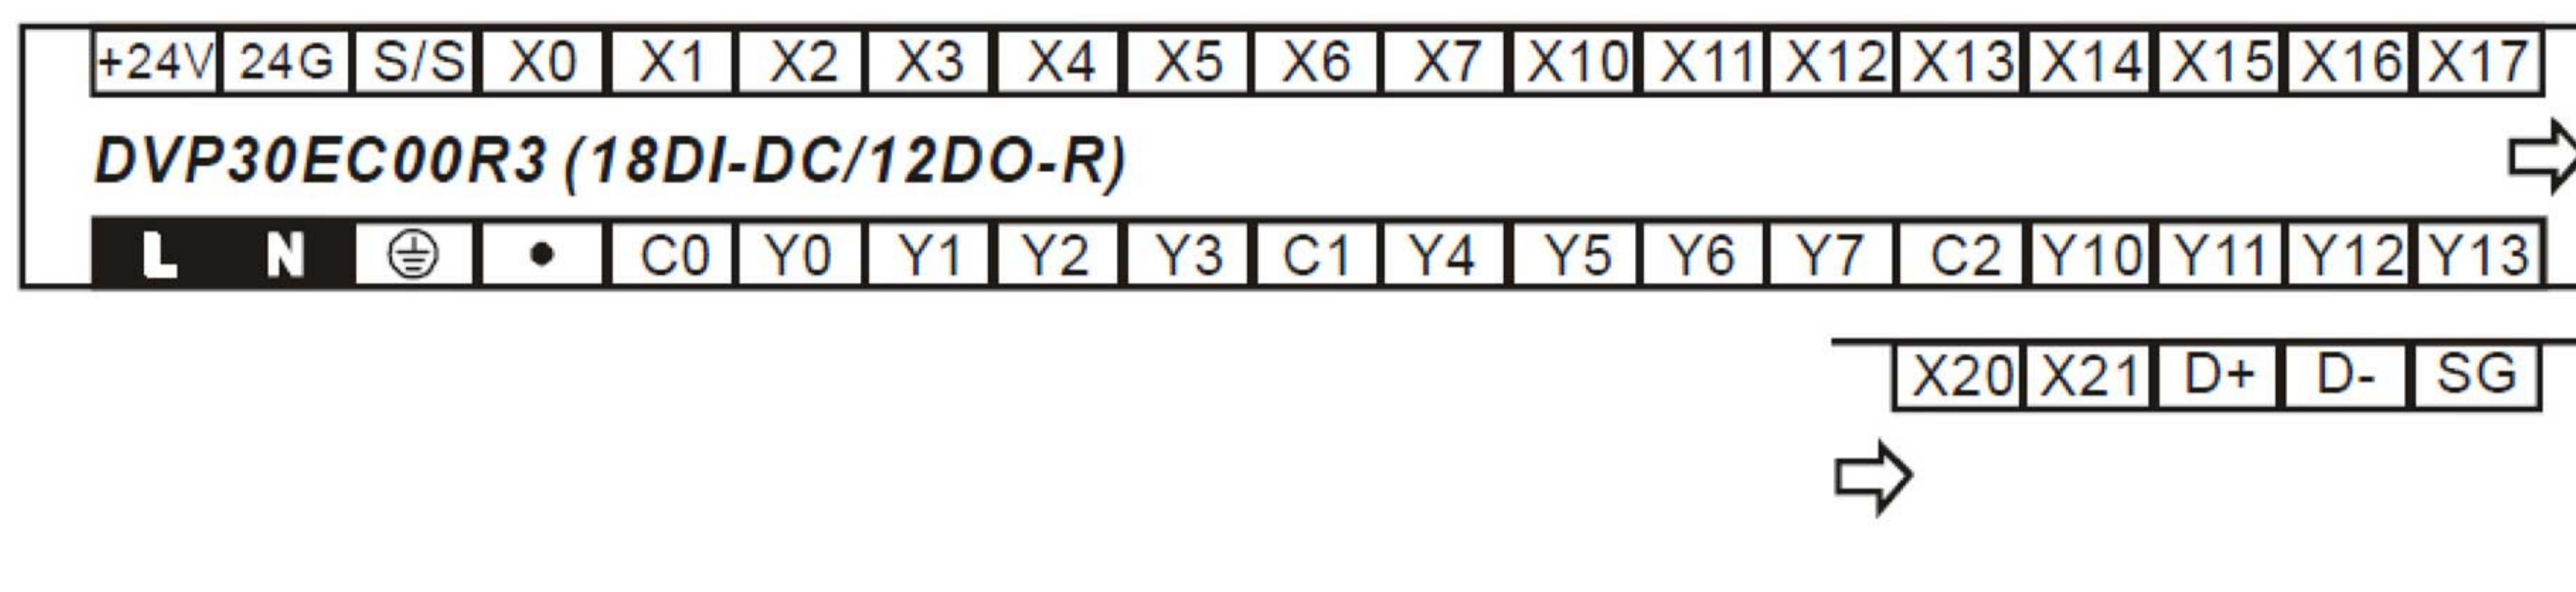 +24V 24G S/S X0 X1 X2 X3 X4 X5 X6 X7 X10 X11 X12 X13 X14 X15 X16 X17
DVP30EC00R3 (18DI-DC/12DO-R)
L N ⏚ • C0 Y0 Y1 Y2 Y3 C1 Y4 Y5 Y6 Y7 C2 Y10 Y11 Y12 Y13
X20 X21 D+ D- SG